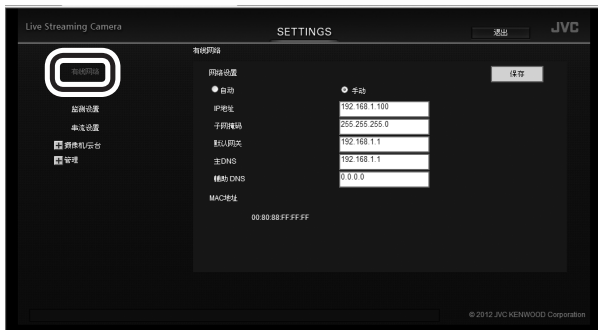 Live Streaming Camera
SETTINGS
退出
JVC
有线网络
有线网络
监测设置
串流设置
摄像机/云台
管理
网络设置
保存
自动
手动
IP地址
192.168.1.100
子网掩码
255.255.255.0
默认网关
192.168.1.1
主DNS
192.168.1.1
辅助 DNS
0.0.0.0
MAC地址
00:80:88:FF:FF:FF
© 2012 JVC KENWOOD Corporation